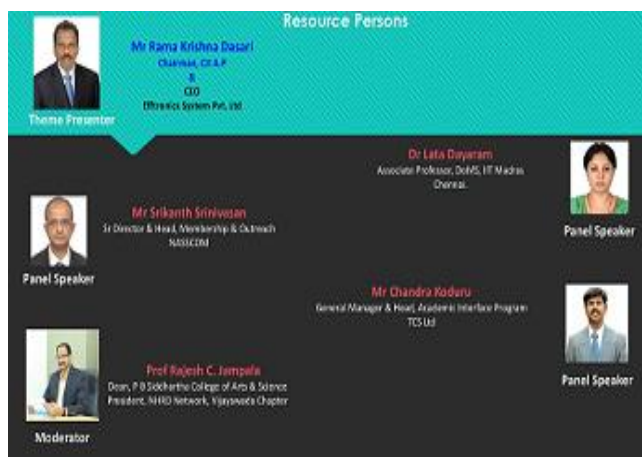 Resource Persons
Mr Rama Krishna Dasari
Chairman, CII A.P
&
CEO
Efftronics System Pvt. Ltd
Theme Presenter
Dr Lata Dayaram
Associate Professor, DoMS, IIT Madras
Chennai.
Panel Speaker
Mr Srikanth Srinivasan
Sr Director & Head, Membership & Outreach
NASSCOM
Panel Speaker
Mr Chandra Koduru
General Manager & Head, Academic Interface Program
TCS Ltd
Panel Speaker
Prof Rajesh C. Jampala
Dean, P B Siddhartha College of Arts & Science
President, NHRD Network, Vijayawada Chapter
Moderator